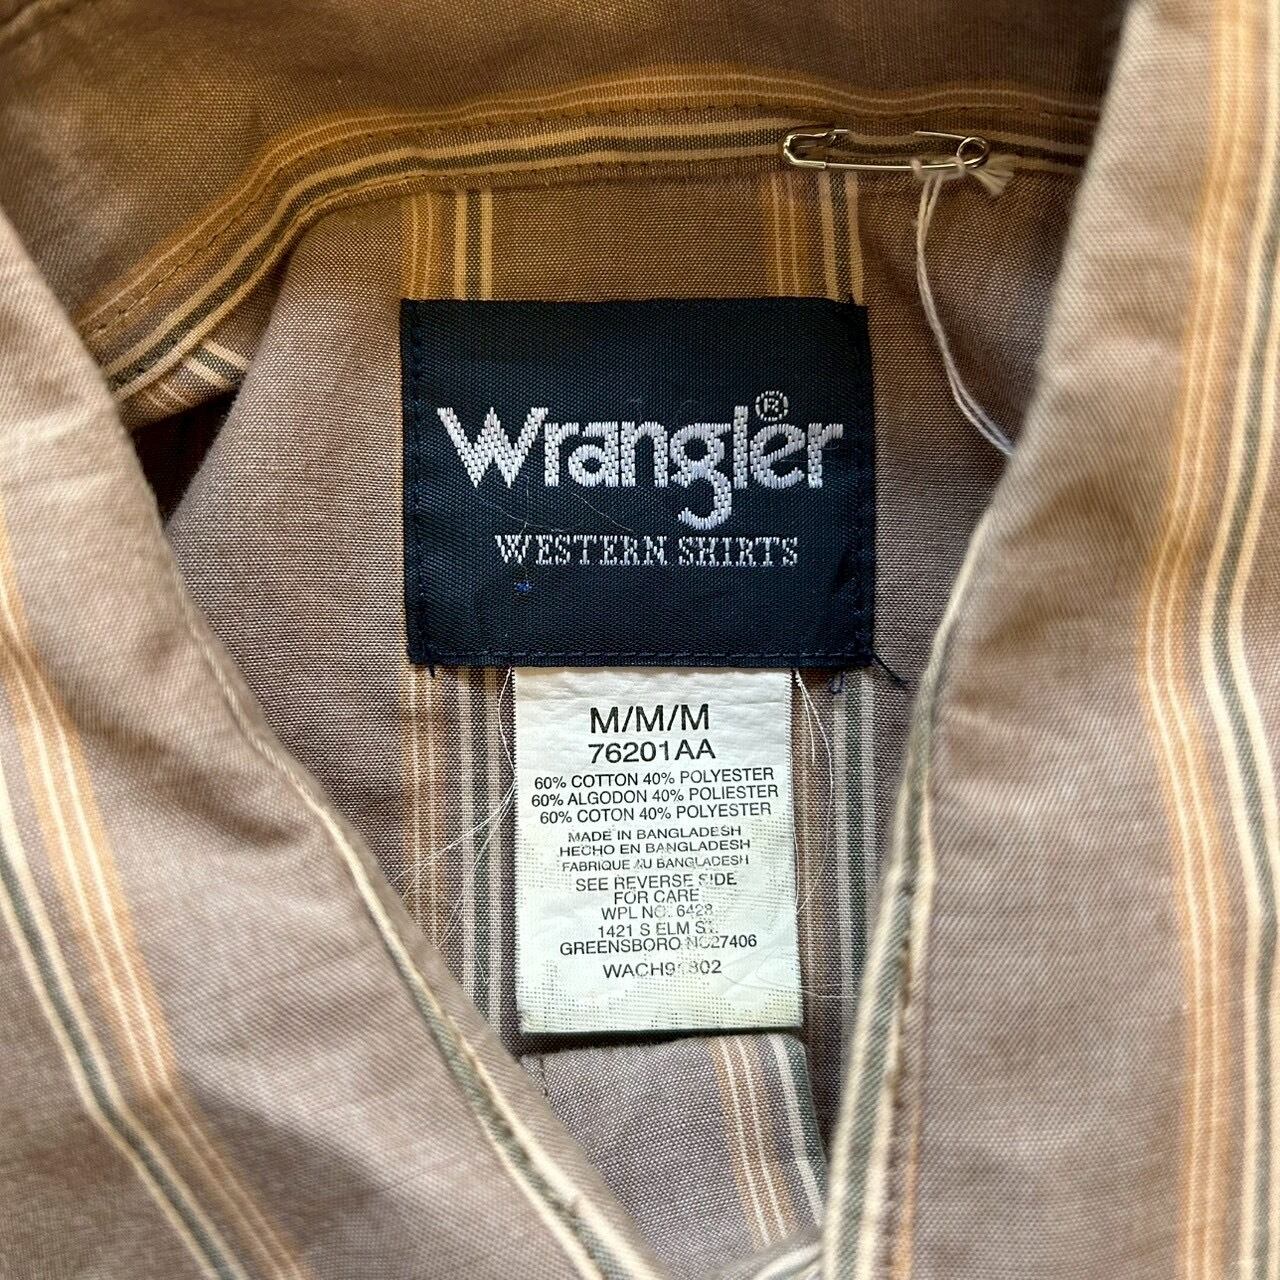 Wrangler®
WESTERN SHIRTS
M/M/M
76201AA
60% COTTON 40% POLYESTER
60% ALGODON 40% POLIESTER
60% COTON 40% POLYESTER
MADE IN BANGLADESH
HECHO EN BANGLADESH
FABRIQUE AU BANGLADESH
SEE REVERSE SIDE
FOR CARE
WPL NO. 6428
1421 S ELM ST.
GREENSBORO NC27406